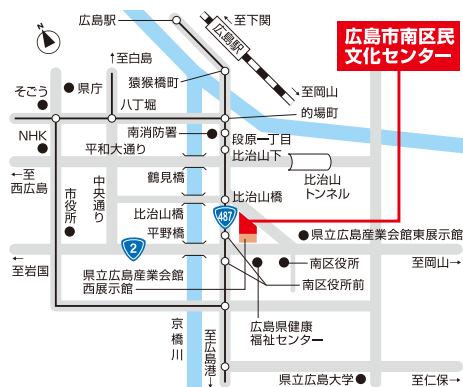 広島駅
至下関
広島駅
N
広島市南区民
文化センター
至白島
猿猴橋町
至岡山
そごう
県庁
八丁堀
的場町
NHK
南消防署
段原一丁目
平和大通り
比治山下
至
西広島
鶴見橋
比治山
トンネル
市役所
中央通り
比治山橋
比治山橋
487
平野橋
2
県立広島産業会館東展示館
至岩国
県立広島産業会館
西展示館
南区役所
至岡山
南区役所前
広島県健康
福祉センター
京橋川
至広島港
県立広島大学
至仁保